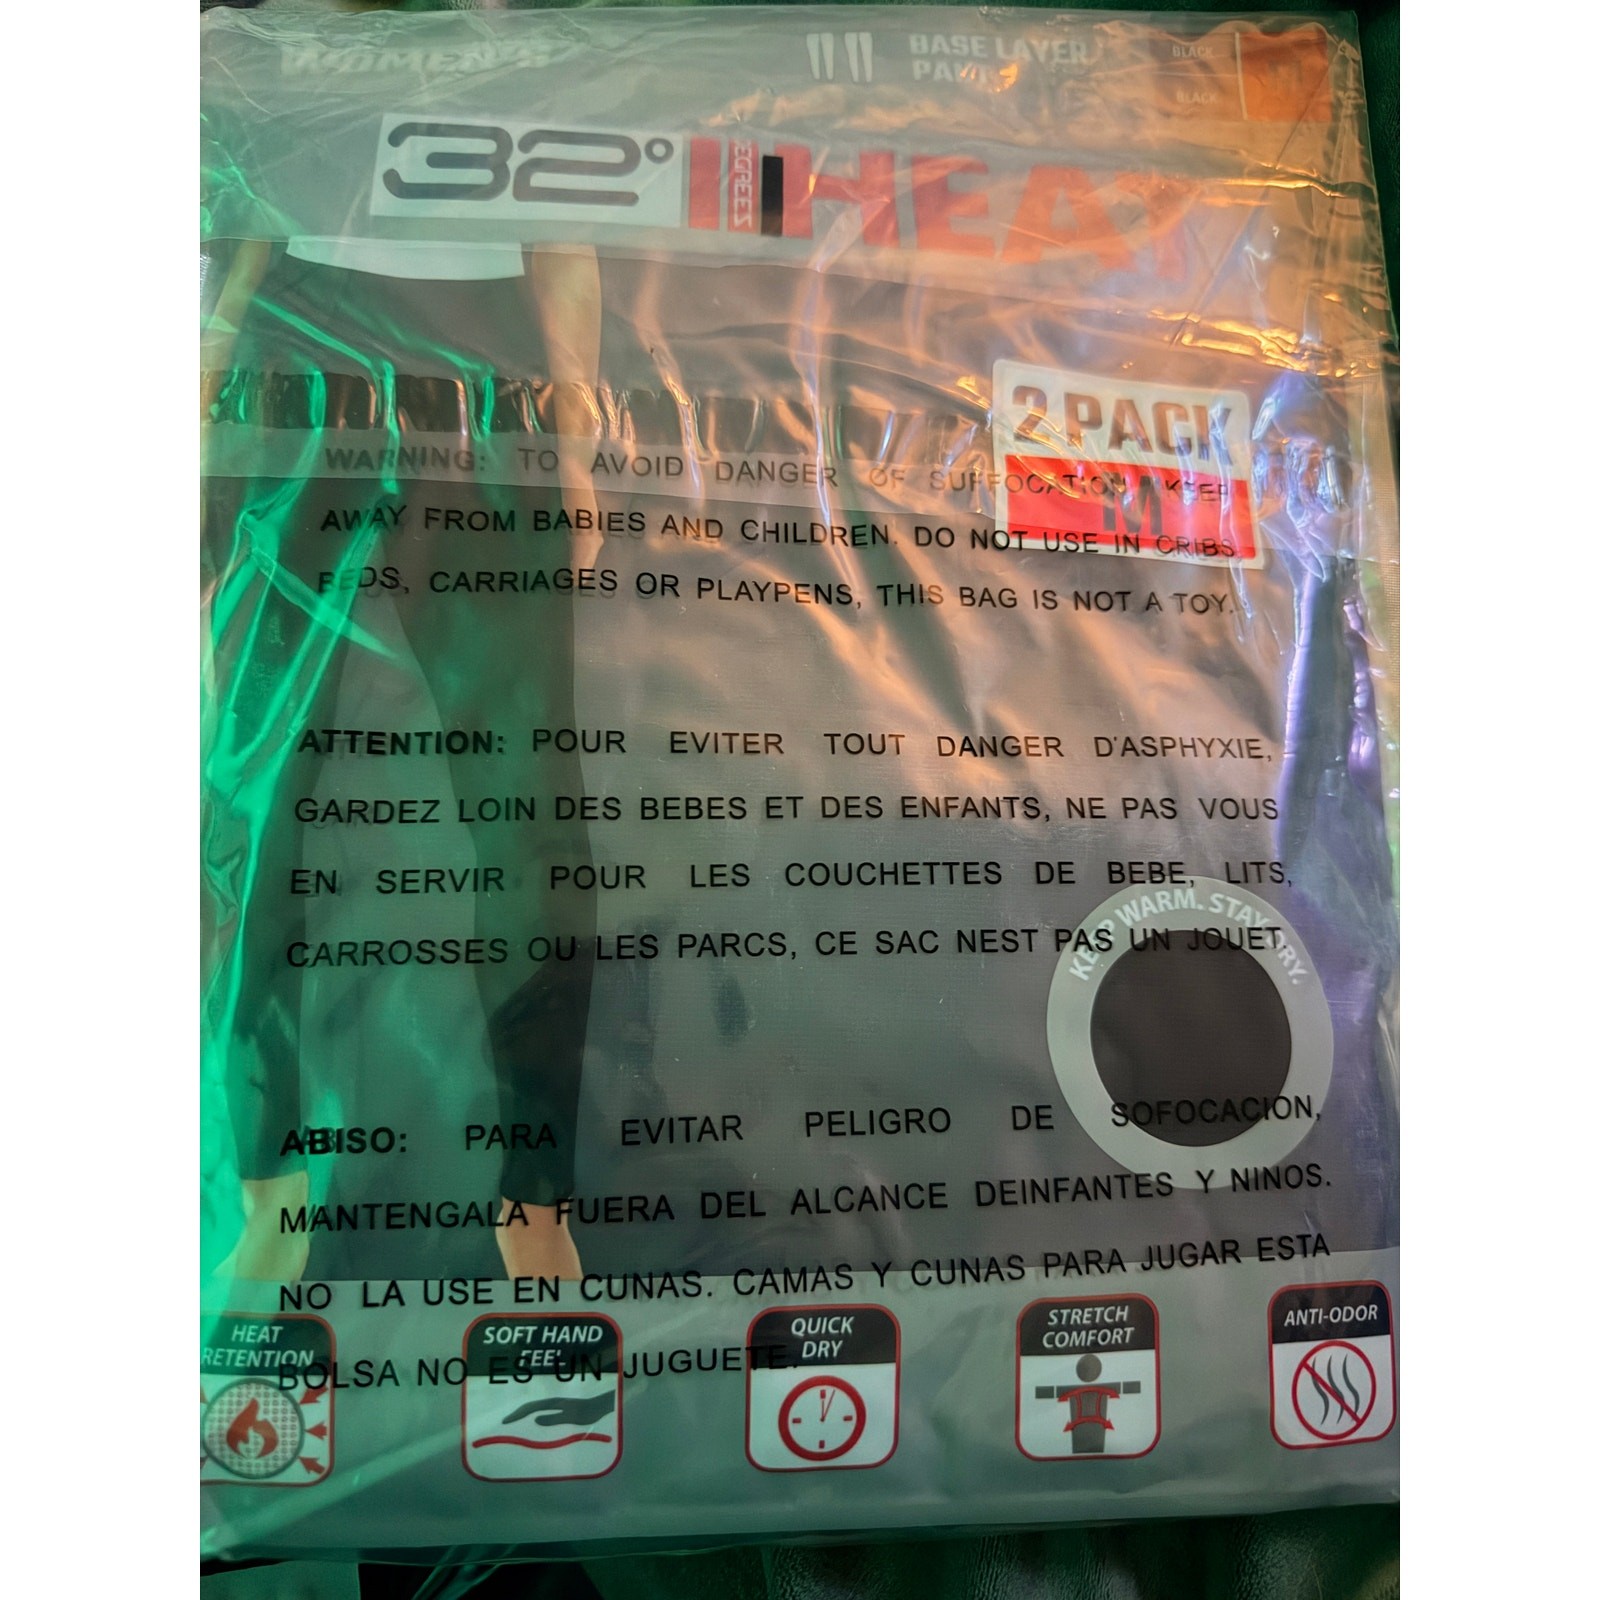 WOMEN'S
BASE LAYER
BLACK
BLACK
32° DEGREES HEAT
2 PACK
M
WARNING: TO AVOID DANGER OF SUFFOCATION, KEEP
AWAY FROM BABIES AND CHILDREN. DO NOT USE IN CRIBS,
BEDS, CARRIAGES OR PLAYPENS, THIS BAG IS NOT A TOY.
ATTENTION: POUR EVITER TOUT DANGER D'ASPHYXIE,
GARDEZ LOIN DES BEBES ET DES ENFANTS, NE PAS VOUS
EN SERVIR POUR LES COUCHETTES DE BEBE, LITS,
CARROSSES OU LES PARCS, CE SAC NEST PAS UN JOUET.
KEEP WARM. STAY DRY.
ABISO: PARA EVITAR PELIGRO DE SOFOCACION,
MANTENGALA FUERA DEL ALCANCE DEINFANTES Y NINOS.
NO LA USE EN CUNAS. CAMAS Y CUNAS PARA JUGAR ESTA
BOLSA NO ES UN JUGUETE.
HEAT
RETENTION
SOFT HAND
FEEL
QUICK
DRY
STRETCH
COMFORT
ANTI-ODOR